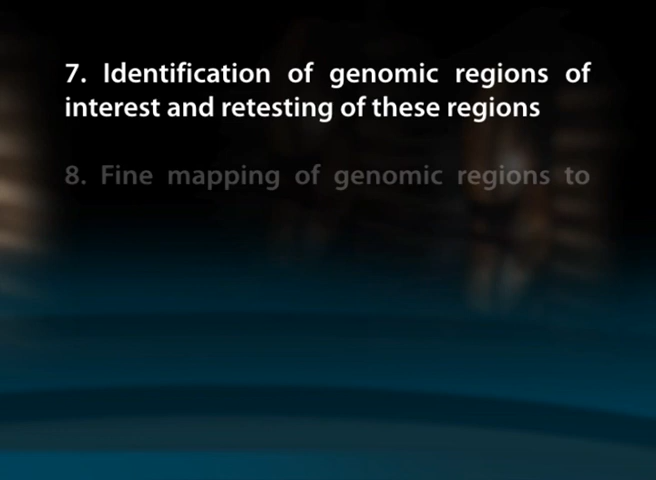 7. Identification of genomic regions of
interest and retesting of these regions
8. Fine mapping of genomic regions to